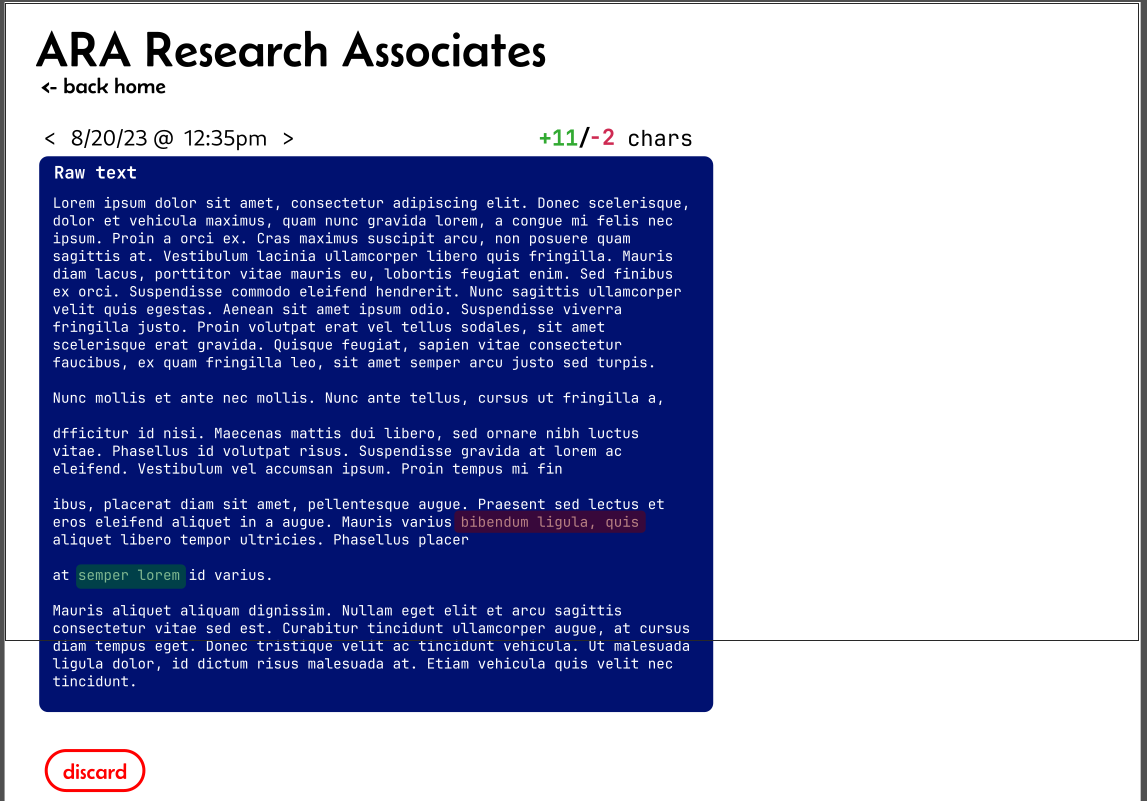 ARA Research Associates
<- back home
< 8/20/23 @ 12:35pm >
+11/-2 chars
Raw text
Lorem ipsum dolor sit amet, consectetur adipiscing elit. Donec scelerisque,
dolor et vehicula maximus, quam nunc gravida lorem, a congue mi felis nec
ipsum. Proin a orci ex. Cras maximus suscipit arcu, non posuere quam
sagittis at. Vestibulum lacinia ullamcorper libero quis fringilla. Mauris
diam lacus, porttitor vitae mauris eu, lobortis feugiat enim. Sed finibus
ex orci. Suspendisse commodo eleifend hendrerit. Nunc sagittis ullamcorper
velit quis egestas. Aenean sit amet ipsum odio. Suspendisse viverra
fringilla justo. Proin volutpat erat vel tellus sodales, sit amet
scelerisque erat gravida. Quisque feugiat, sapien vitae consectetur
faucibus, ex quam fringilla leo, sit amet semper arcu justo sed turpis.
Nunc mollis et ante nec mollis. Nunc ante tellus, cursus ut fringilla a,
dfficitur id nisi. Maecenas mattis dui libero, sed ornare nibh luctus
vitae. Phasellus id volutpat risus. Suspendisse gravida at lorem ac
eleifend. Vestibulum vel accumsan ipsum. Proin tempus mi fin
ibus, placerat diam sit amet, pellentesque augue. Praesent sed lectus et
eros eleifend aliquet in a augue. Mauris varius bibendum ligula, quis
aliquet libero tempor ultricies. Phasellus placer
at semper lorem id varius.
Mauris aliquet aliquam dignissim. Nullam eget elit et arcu sagittis
consectetur vitae sed est. Curabitur tincidunt ullamcorper augue, at cursus
diam tempus eget. Donec tristique velit ac tincidunt vehicula. Ut malesuada
ligula dolor, id dictum risus malesuada at. Etiam vehicula quis velit nec
tincidunt.
discard